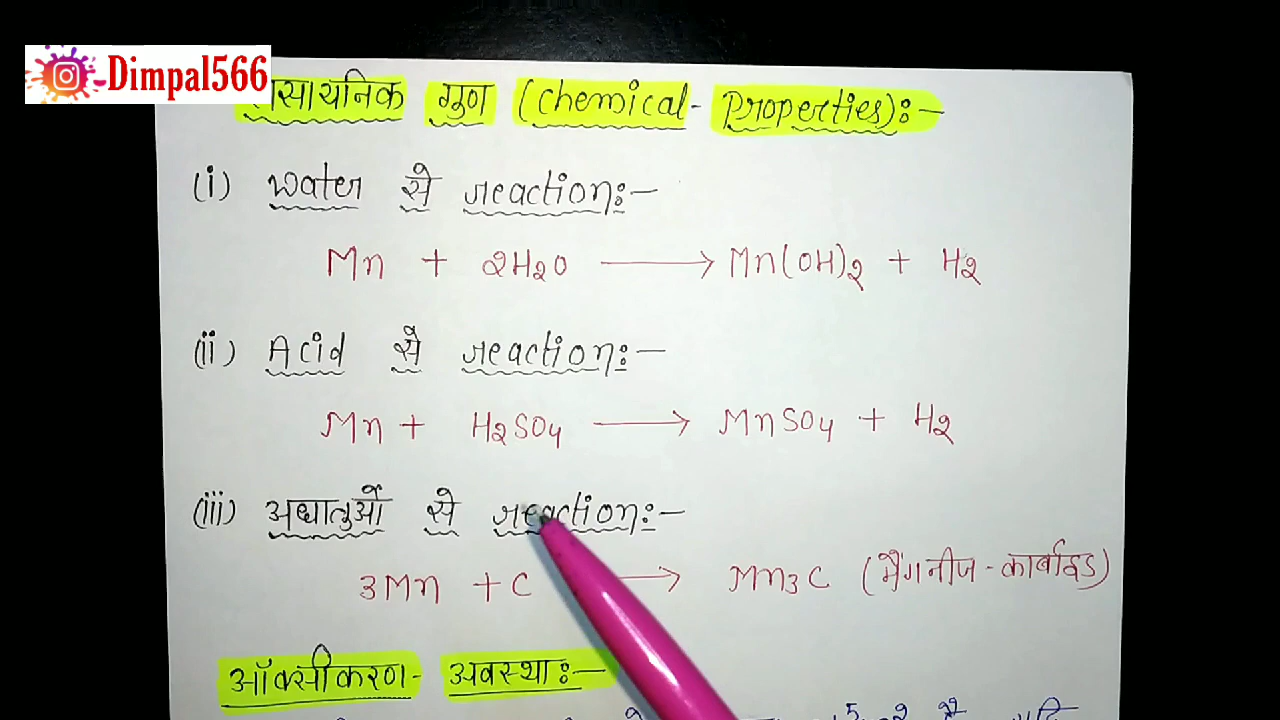 -Dimpal566
रासायनिक गुण (chemical- Properties):-
(i) water से reaction:-
Mn + 2H2O ⟶ Mn(OH)2 + H2
(ii) Acid से reaction:-
Mn + H2SO4 ⟶ MnSO4 + H2
(iii) अधातुओं से reaction:-
3Mn + C ⟶ Mn3C (मैंगनीज-कार्बाइड)
ऑक्सीकरण- अवस्था:-